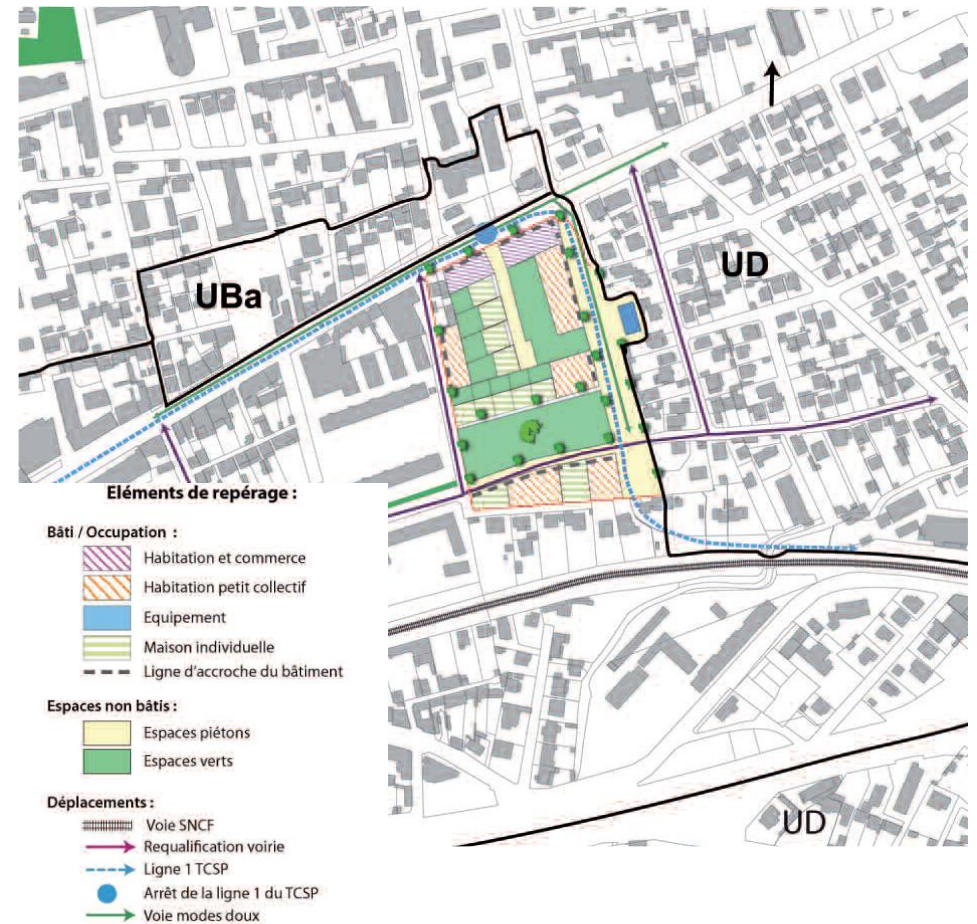 UBa
UD
Eléments de repérage :
Bâti / Occupation :
Habitation et commerce
Habitation petit collectif
Equipement
Maison individuelle
Ligne d'accroche du bâtiment
Espaces non bâtis :
Espaces piétons
Espaces verts
Déplacements :
Voie SNCF
Requalification voirie
Ligne 1 TCSP
Arrêt de la ligne 1 du TCSP
Voie modes doux
UD